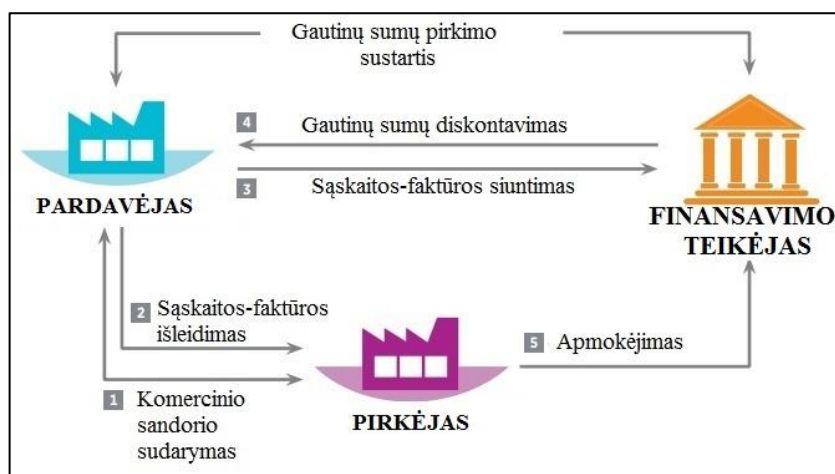 Gautinų sumų pirkimo
sustartis
4
Gautinų sumų diskontavimas
3
Sąskaitos-faktūros siuntimas
PARDAVĖJAS
FINANSAVIMO
TEIKĖJAS
2
Sąskaitos-faktūros
išleidimas
5
Apmokėjimas
1
Komercinio
sandorio
sudarymas
PIRKĖJAS